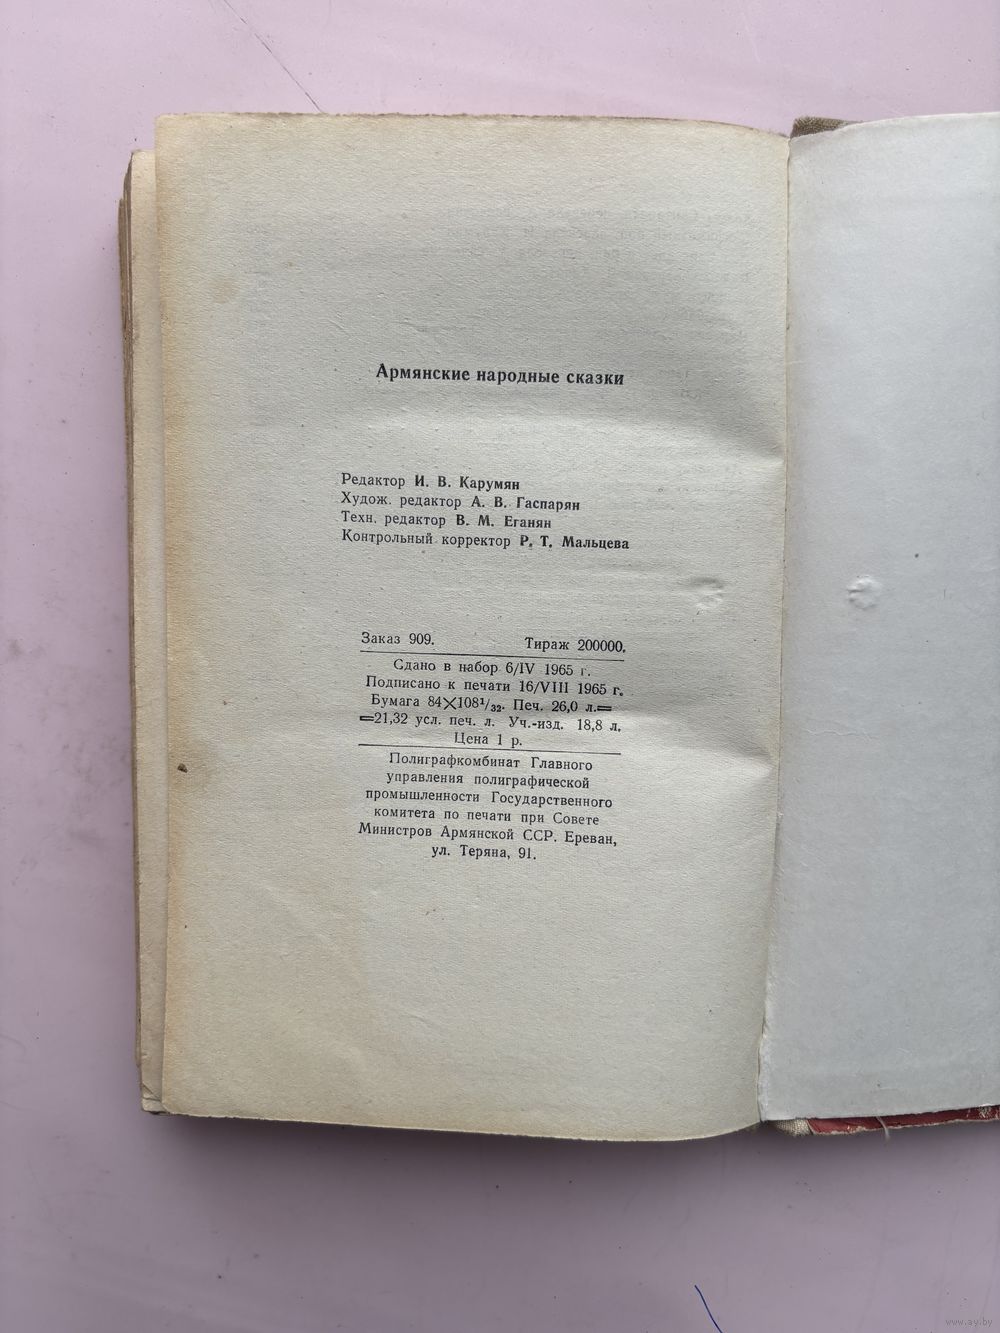 Армянские народные сказки
Редактор И. В. Карумян
Худож. редактор А. В. Гаспарян
Техн. редактор В. М. Еганян
Контрольный корректор Р. Т. Мальцева
Заказ 909. Тираж 200000.
Сдано в набор 6/IV 1965 г.
Подписано к печати 16/VIII 1965 г.
Бумага 84×108¹/₃₂. Печ. 26,0 л.=
=21,32 усл. печ. л. Уч.-изд. 18,8 л.
Цена 1 р.
Полиграфкомбинат Главного
управления полиграфической
промышленности Государственного
комитета по печати при Совете
Министров Армянской ССР. Ереван,
ул. Теряна, 91.
www.ay.by